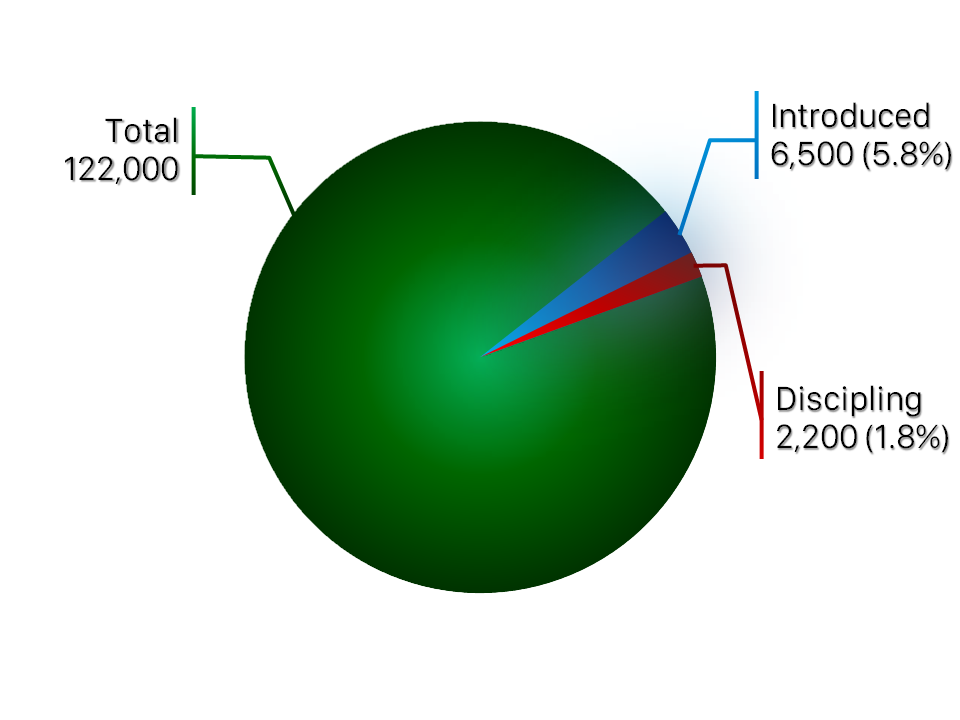 Total
122,000
Introduced
6,500 (5.8%)
Discipling
2,200 (1.8%)